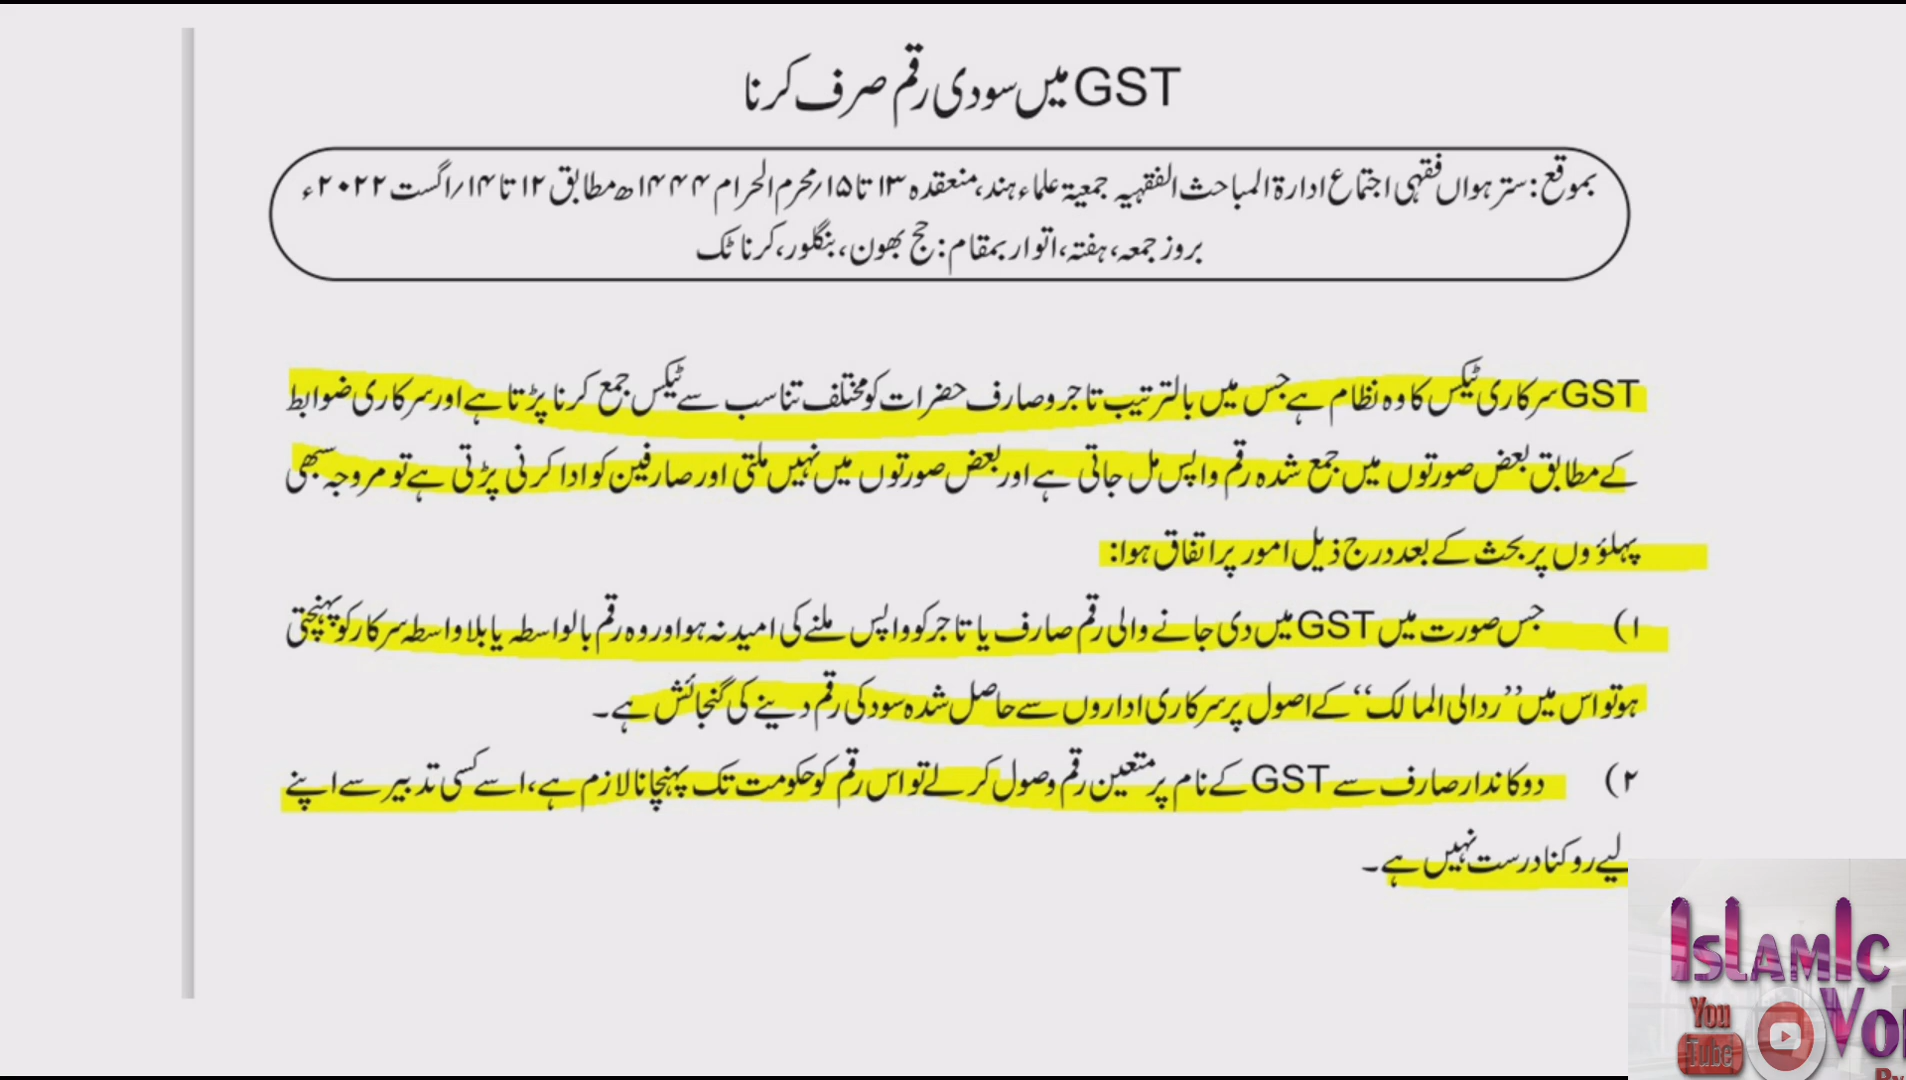 GST میں سودی رقم صرف کرنا
بموقع: سترہواں فقہی اجتماع ادارۃ المباحث الفقہیہ جمعیۃ علماء ہند، منعقدہ ۱۳ تا ۱۵؍محرم الحرام ۱۴۴۴ھ مطابق ۱۲ تا ۱۴؍اگست ۲۰۲۲ء
بروز جمعہ، ہفتہ، اتوار بمقام: حج بھون، بنگلور، کرناٹک
GST سرکاری ٹیکس کا وہ نظام ہے جس میں بالترتیب تاجر وصارف حضرات کو مختلف تناسب سے ٹیکس جمع کرنا پڑتا ہے اور سرکاری ضوابط
کے مطابق بعض صورتوں میں جمع شدہ رقم واپس مل جاتی ہے اور بعض صورتوں میں نہیں ملتی اور صارفین کو ادا کرنی پڑتی ہے تو مروجہ سبھی
پہلوؤں پر بحث کے بعد درج ذیل امور پر اتفاق ہوا:
۱) جس صورت میں GST میں دی جانے والی رقم صارف یا تاجر کو واپس ملنے کی امید نہ ہو اور وہ رقم بالواسطہ یا بلاواسطہ سرکار کو پہنچتی
ہو تو اس میں ’’رد الی المالک‘‘ کے اصول پر سرکاری اداروں سے حاصل شدہ سود کی رقم دینے کی گنجائش ہے۔
۲) دوکاندار صارف سے GST کے نام پر متعین رقم وصول کرلے تو اس رقم کو حکومت تک پہنچانا لازم ہے، اسے کسی تدبیر سے اپنے
لیے روکنا درست نہیں ہے۔
IslamIc
You
Tube